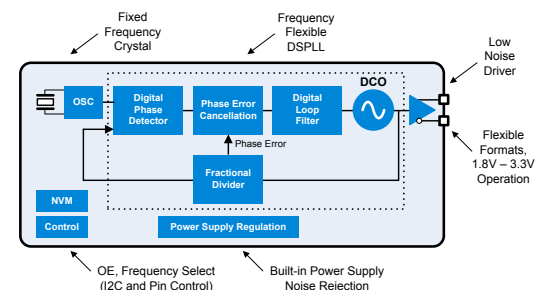 Fixed
Frequency
Crystal
Frequency
Flexible
DSPLL
Low
Noise
Driver
OSC
Digital
Phase
Detector
Phase Error
Cancellation
Digital
Loop
Filter
DCO
Phase Error
Fractional
Divider
Flexible
Formats,
1.8V – 3.3V
Operation
NVM
Control
Power Supply Regulation
OE, Frequency Select
(I2C and Pin Control)
Built-in Power Supply
Noise Rejection